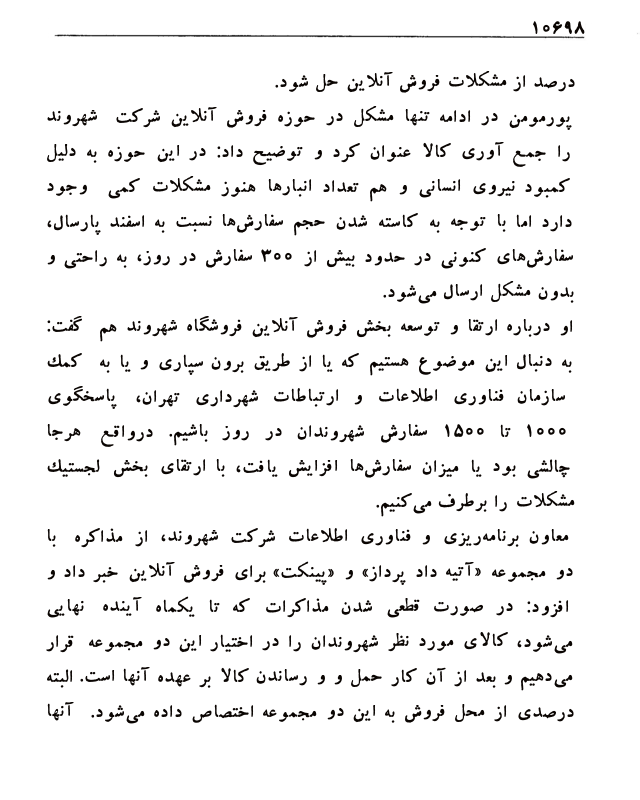 ۱۰۶۹۸
درصد از مشکلات فروش آنلاین حل شود.
پورمومن در ادامه تنها مشکل در حوزه فروش آنلاین شرکت شهروند
را جمع آوری کالا عنوان کرد و توضیح داد: در این حوزه به دلیل
کمبود نیروی انسانی و هم تعداد انبارها هنوز مشکلات کمی وجود
دارد اما با توجه به کاسته شدن حجم سفارش‌ها نسبت به اسفند پارسال،
سفارش‌های کنونی در حدود بیش از ۳۰۰ سفارش در روز، به راحتی و
بدون مشکل ارسال می‌شود.
او درباره ارتقا و توسعه بخش فروش آنلاین فروشگاه شهروند هم گفت:
به دنبال این موضوع هستیم که یا از طریق برون سپاری و یا به کمک
سازمان فناوری اطلاعات و ارتباطات شهرداری تهران، پاسخگوی
۱۰۰۰ تا ۱۵۰۰ سفارش شهروندان در روز باشیم. درواقع هرجا
چالشی بود یا میزان سفارش‌ها افزایش یافت، با ارتقای بخش لجستیک
مشکلات را برطرف می‌کنیم.
معاون برنامه‌ریزی و فناوری اطلاعات شرکت شهروند، از مذاکره با
دو مجموعه «آتیه داد پرداز» و «پینکت» برای فروش آنلاین خبر داد و
افزود: در صورت قطعی شدن مذاکرات که تا یکماه آینده نهایی
می‌شود، کالای مورد نظر شهروندان را در اختیار این دو مجموعه قرار
می‌دهیم و بعد از آن کار حمل و و رساندن کالا بر عهده آنها است. البته
درصدی از محل فروش به این دو مجموعه اختصاص داده می‌شود. آنها